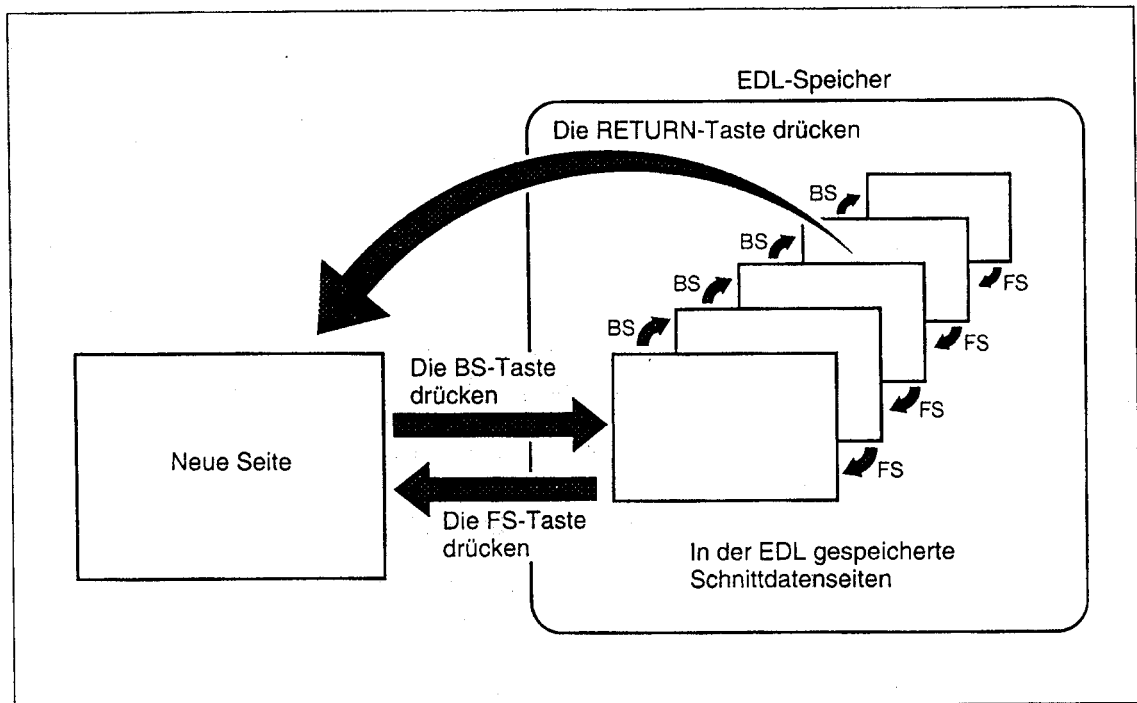 EDL-Speicher
Die RETURN-Taste drücken
BS
BS
BS
BS
FS
FS
FS
FS
Die BS-Taste
drücken
Neue Seite
Die FS-Taste
drücken
In der EDL gespeicherte
Schnittdatenseiten